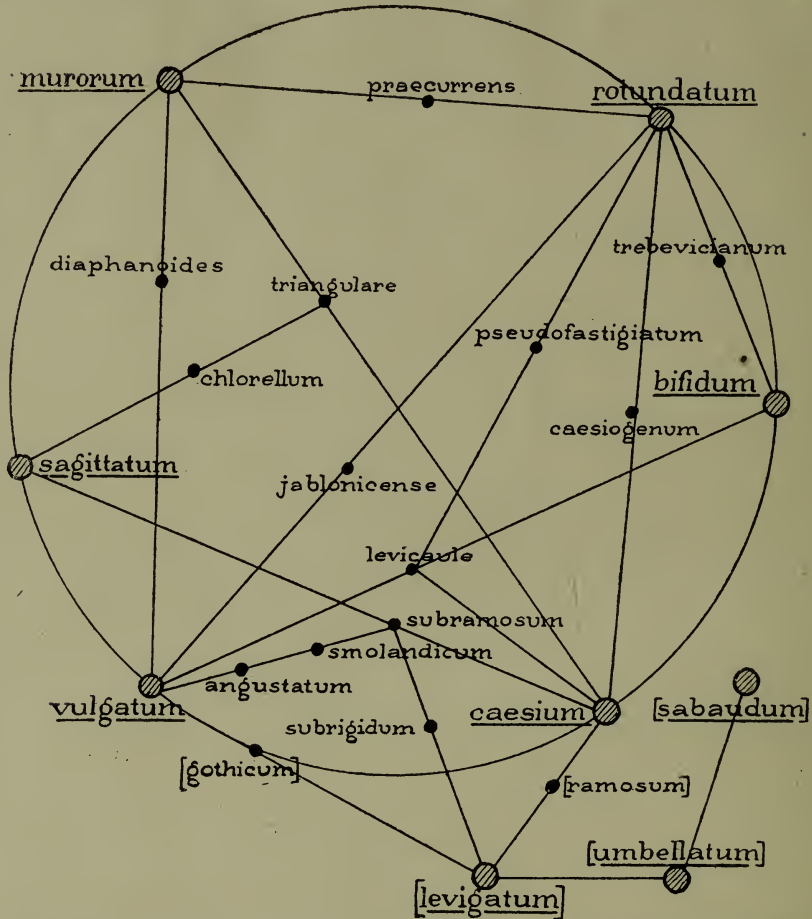 murorum
praecurrens
rotundatum
diaphanoides
triangulare
trebevicianum
pseudofastigiatum
chlorellum
bifidum
caesiogenum
sagittatum
jablonicense
levicaule
subramosum
smolandicum
angustatum
vulgatum
subrigidum
caesium
[sabaudum]
[gothicum]
[ramosum]
[umbellatum]
[levigatum]